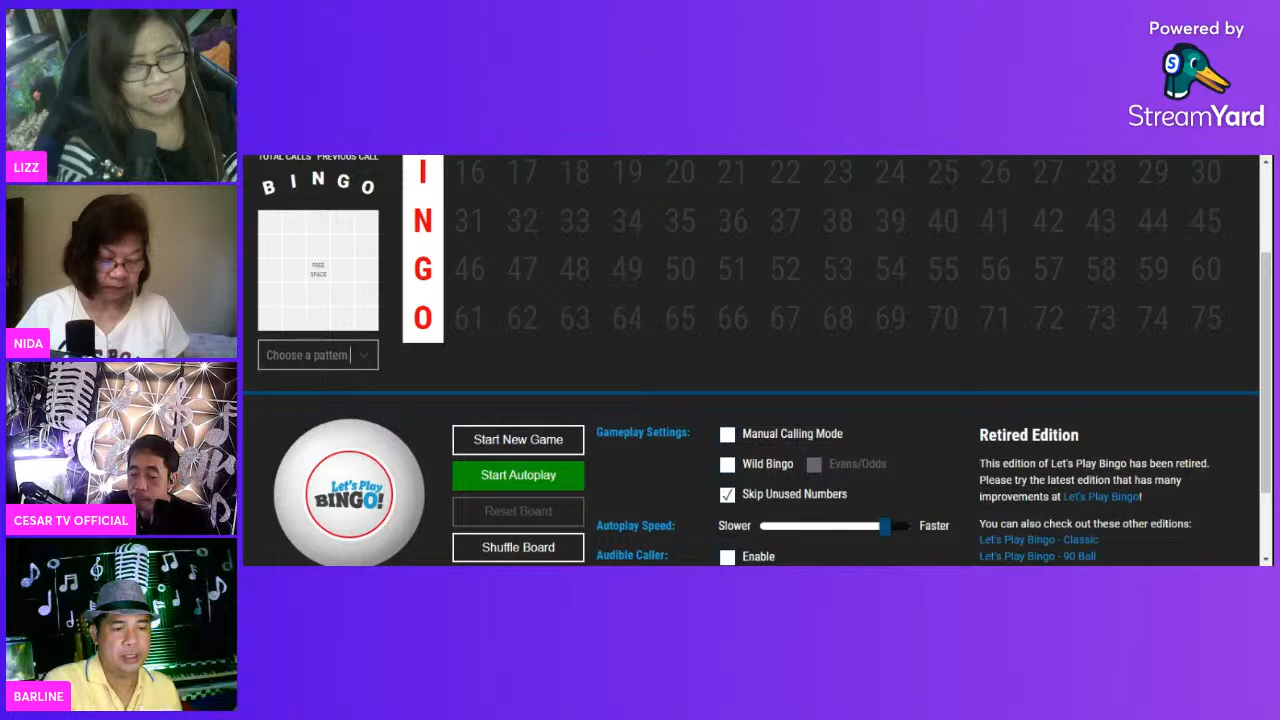 Powered by
StreamYard
LIZZ
NIDA
CESAR TV OFFICIAL
BARLINE
TOTAL CALLS PREVIOUS CALL
B I N G O
FREE
SPACE
Choose a pattern
I 16 17 18 19 20 21 22 23 24 25 26 27 28 29 30
N 31 32 33 34 35 36 37 38 39 40 41 42 43 44 45
G 46 47 48 49 50 51 52 53 54 55 56 57 58 59 60
O 61 62 63 64 65 66 67 68 69 70 71 72 73 74 75
Let's Play
BINGO!
Start New Game
Start Autoplay
Reset Board
Shuffle Board
Gameplay Settings:
Manual Calling Mode
Wild Bingo Evens/Odds
Skip Unused Numbers
Autoplay Speed: Slower Faster
Audible Caller: Enable
Retired Edition
This edition of Let's Play Bingo has been retired.
Please try the latest edition that has many
improvements at Let's Play Bingo!
You can also check out these other editions:
Let's Play Bingo - Classic
Let's Play Bingo - 90 Ball